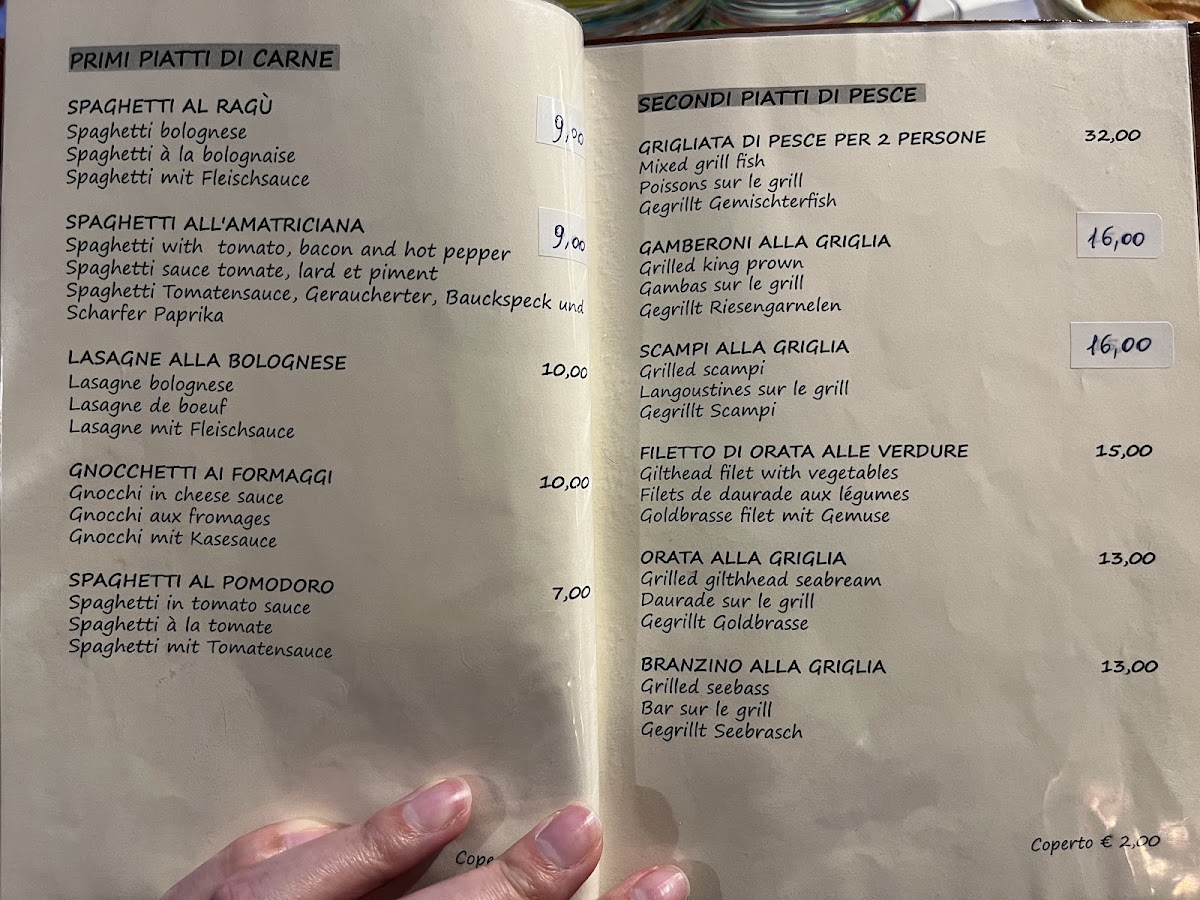 PRIMI PIATTI DI CARNE
SPAGHETTI AL RAGÙ
9,00
Spaghetti bolognese
Spaghetti à la bolognaise
Spaghetti mit Fleischsauce
SPAGHETTI ALL'AMATRICIANA
9,00
Spaghetti with tomato, bacon and hot pepper
Spaghetti sauce tomate, lard et piment
Spaghetti Tomatensauce, Geraucherter, Bauckspeck und
Scharfer Paprika
LASAGNE ALLA BOLOGNESE
10,00
Lasagne bolognese
Lasagne de boeuf
Lasagne mit Fleischsauce
GNOCCHETTI AI FORMAGGI
10,00
Gnocchi in cheese sauce
Gnocchi aux fromages
Gnocchi mit Kasesauce
SPAGHETTI AL POMODORO
7,00
Spaghetti in tomato sauce
Spaghetti à la tomate
Spaghetti mit Tomatensauce
SECONDI PIATTI DI PESCE
GRIGLIATA DI PESCE PER 2 PERSONE 32,00
Mixed grill fish
Poissons sur le grill
Gegrillt Gemischterfish
GAMBERONI ALLA GRIGLIA 16,00
Grilled king prown
Gambas sur le grill
Gegrillt Riesengarnelen
SCAMPI ALLA GRIGLIA 16,00
Grilled scampi
Langoustines sur le grill
Gegrillt Scampi
FILETTO DI ORATA ALLE VERDURE 15,00
Gilthead filet with vegetables
Filets de daurade aux légumes
Goldbrasse filet mit Gemuse
ORATA ALLA GRIGLIA 13,00
Grilled gilthhead seabream
Daurade sur le grill
Gegrillt Goldbrasse
BRANZINO ALLA GRIGLIA 13,00
Grilled seebass
Bar sur le grill
Gegrillt Seebrasch
Coperto € 2,00